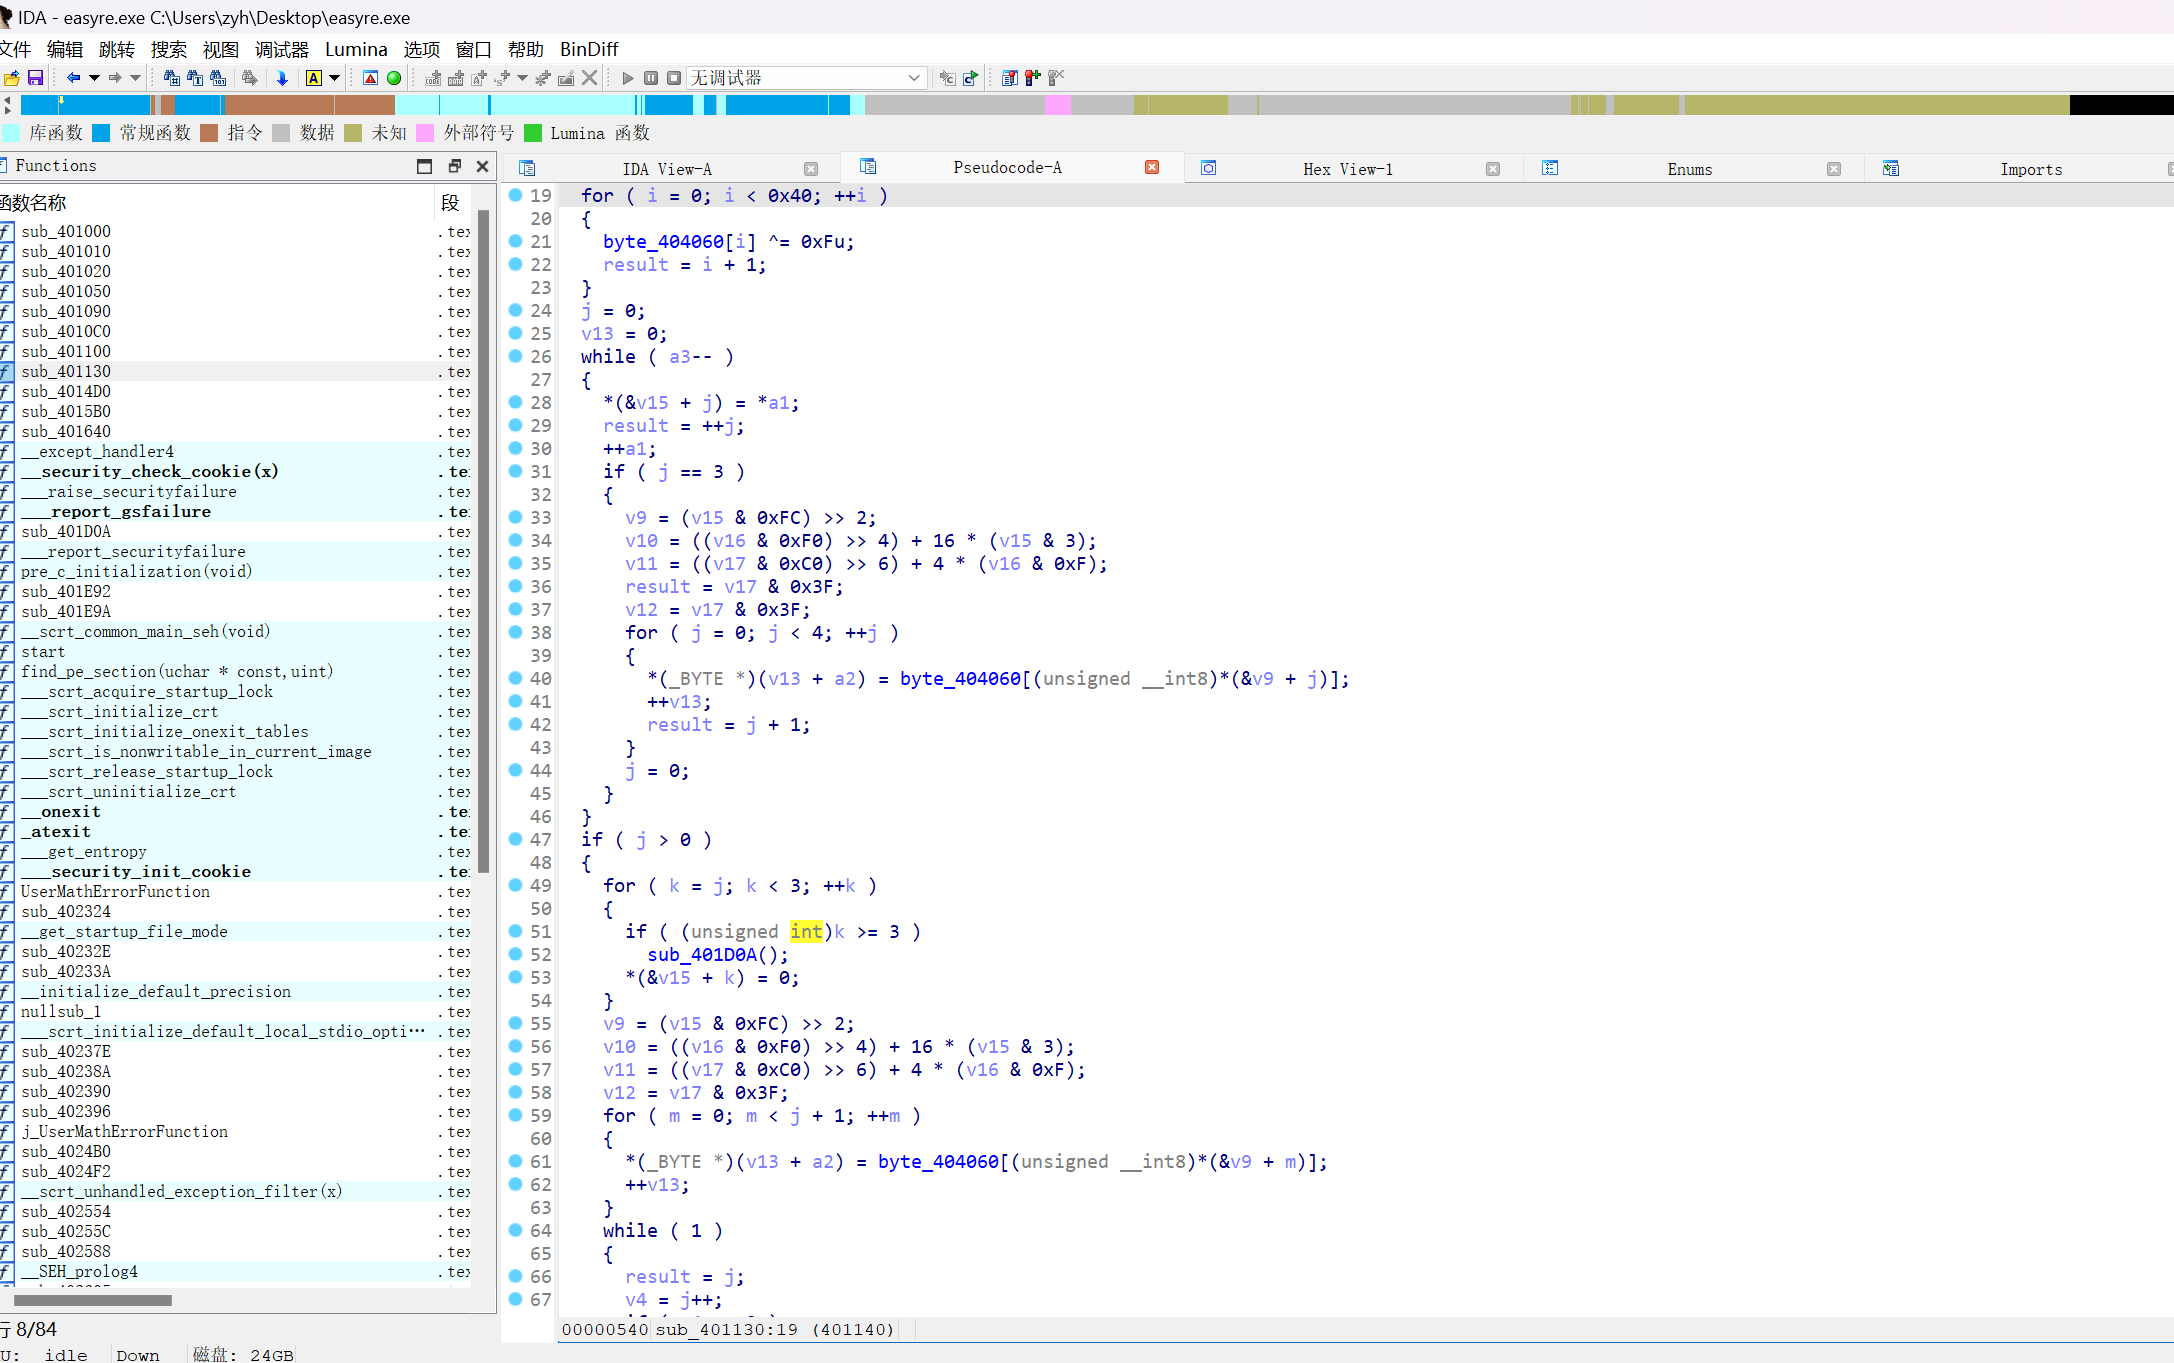 IDA - easyre.exe C:\Users\zyh\Desktop\easyre.exe
文件 编辑 跳转 搜索 视图 调试器 Lumina 选项 窗口 帮助 BinDiff
无调试器
库函数 常规函数 指令 数据 未知 外部符号 Lumina 函数
Functions
IDA View-A Pseudocode-A Hex View-1 Enums Imports
函数名称 段
sub_401000 .tex
sub_401010 .tex
sub_401020 .tex
sub_401050 .tex
sub_401090 .tex
sub_4010C0 .tex
sub_401100 .tex
sub_401130 .tex
sub_4014D0 .tex
sub_4015B0 .tex
sub_401640 .tex
__except_handler4 .tex
__security_check_cookie(x) .te
___raise_securityfailure .tex
___report_gsfailure .te
sub_401D0A .tex
___report_securityfailure .tex
pre_c_initialization(void) .tex
sub_401E92 .tex
sub_401E9A .tex
__scrt_common_main_seh(void) .tex
start .tex
find_pe_section(uchar * const,uint) .tex
___scrt_acquire_startup_lock .tex
___scrt_initialize_crt .tex
___scrt_initialize_onexit_tables .tex
___scrt_is_nonwritable_in_current_image .tex
___scrt_release_startup_lock .tex
___scrt_uninitialize_crt .tex
__onexit .te
_atexit .te
___get_entropy .tex
___security_init_cookie .te
UserMathErrorFunction .tex
sub_402324 .tex
__get_startup_file_mode .tex
sub_40232E .tex
sub_40233A .tex
__initialize_default_precision .tex
nullsub_1 .tex
___scrt_initialize_default_local_stdio_opti… .tex
sub_40237E .tex
sub_40238A .tex
sub_402390 .tex
sub_402396 .tex
j_UserMathErrorFunction .tex
sub_4024B0 .tex
sub_4024F2 .tex
__scrt_unhandled_exception_filter(x) .tex
sub_402554 .tex
sub_40255C .tex
sub_402588 .tex
__SEH_prolog4 .tex
行 8/84
19 for ( i = 0; i < 0x40; ++i )
20 {
21 byte_404060[i] ^= 0xFu;
22 result = i + 1;
23 }
24 j = 0;
25 v13 = 0;
26 while ( a3-- )
27 {
28 *(&v15 + j) = *a1;
29 result = ++j;
30 ++a1;
31 if ( j == 3 )
32 {
33 v9 = (v15 & 0xFC) >> 2;
34 v10 = ((v16 & 0xF0) >> 4) + 16 * (v15 & 3);
35 v11 = ((v17 & 0xC0) >> 6) + 4 * (v16 & 0xF);
36 result = v17 & 0x3F;
37 v12 = v17 & 0x3F;
38 for ( j = 0; j < 4; ++j )
39 {
40 *(_BYTE *)(v13 + a2) = byte_404060[(unsigned __int8)*(&v9 + j)];
41 ++v13;
42 result = j + 1;
43 }
44 j = 0;
45 }
46 }
47 if ( j > 0 )
48 {
49 for ( k = j; k < 3; ++k )
50 {
51 if ( (unsigned int)k >= 3 )
52 sub_401D0A();
53 *(&v15 + k) = 0;
54 }
55 v9 = (v15 & 0xFC) >> 2;
56 v10 = ((v16 & 0xF0) >> 4) + 16 * (v15 & 3);
57 v11 = ((v17 & 0xC0) >> 6) + 4 * (v16 & 0xF);
58 v12 = v17 & 0x3F;
59 for ( m = 0; m < j + 1; ++m )
60 {
61 *(_BYTE *)(v13 + a2) = byte_404060[(unsigned __int8)*(&v9 + m)];
62 ++v13;
63 }
64 while ( 1 )
65 {
66 result = j;
67 v4 = j++;
00000540 sub_401130:19 (401140)
U: idle Down 磁盘: 24GB